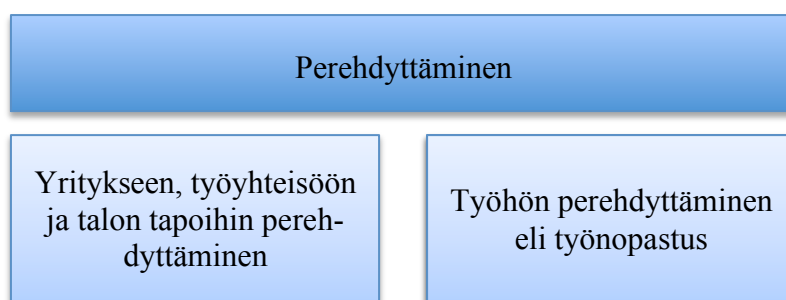 Perehdyttäminen
Yritykseen, työyhteisöön
ja talon tapoihin pereh-
dyttäminen
Työhön perehdyttäminen
eli työnopastus